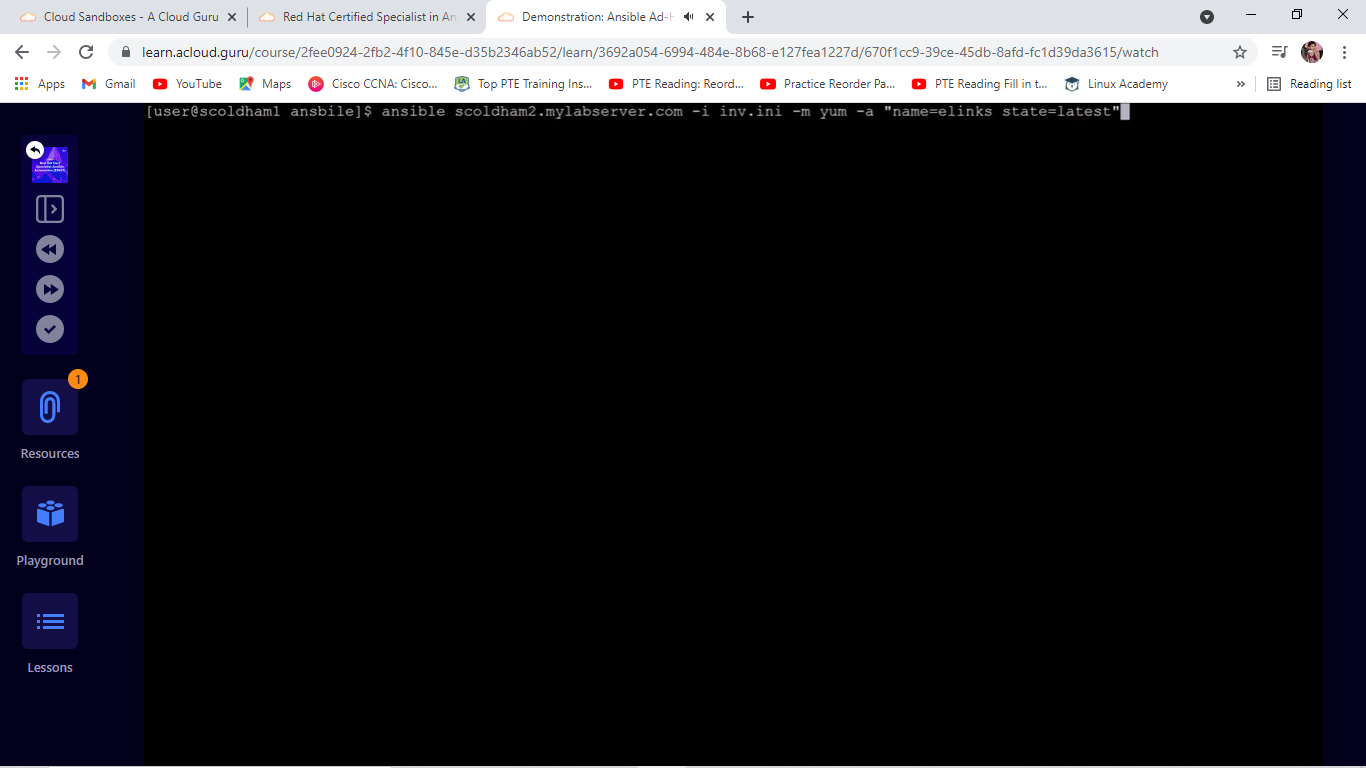 Cloud Sandboxes - A Cloud Guru
Red Hat Certified Specialist in An
Demonstration: Ansible Ad-H
learn.acloud.guru/course/2fee0924-2fb2-4f10-845e-d35b2346ab52/learn/3692a054-6994-484e-8b68-e127fea1227d/670f1cc9-39ce-45db-8afd-fc1d39da3615/watch
Apps
Gmail
YouTube
Maps
Cisco CCNA: Cisco...
Top PTE Training Ins...
PTE Reading: Reord...
Practice Reorder Pa...
PTE Reading Fill in t...
Linux Academy
»
Reading list
[user@scoldham1 ansbile]$ ansible scoldham2.mylabserver.com -i inv.ini -m yum -a "name=elinks state=latest"
1
Resources
Playground
Lessons